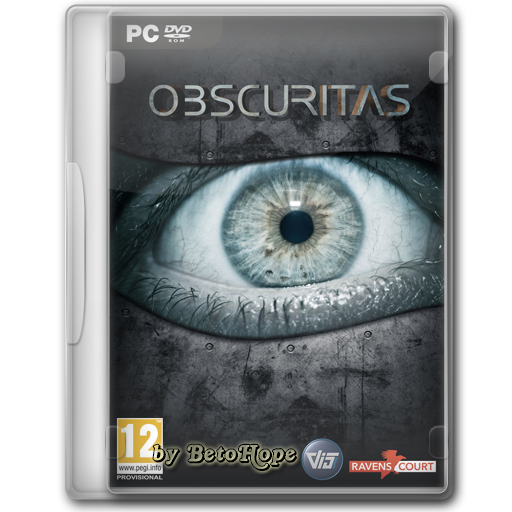 PC DVD
ROM
OBSCURITAS
12
www.pegi.info
PROVISIONAL
by BetoHope
VIS
RAVENSCOURT